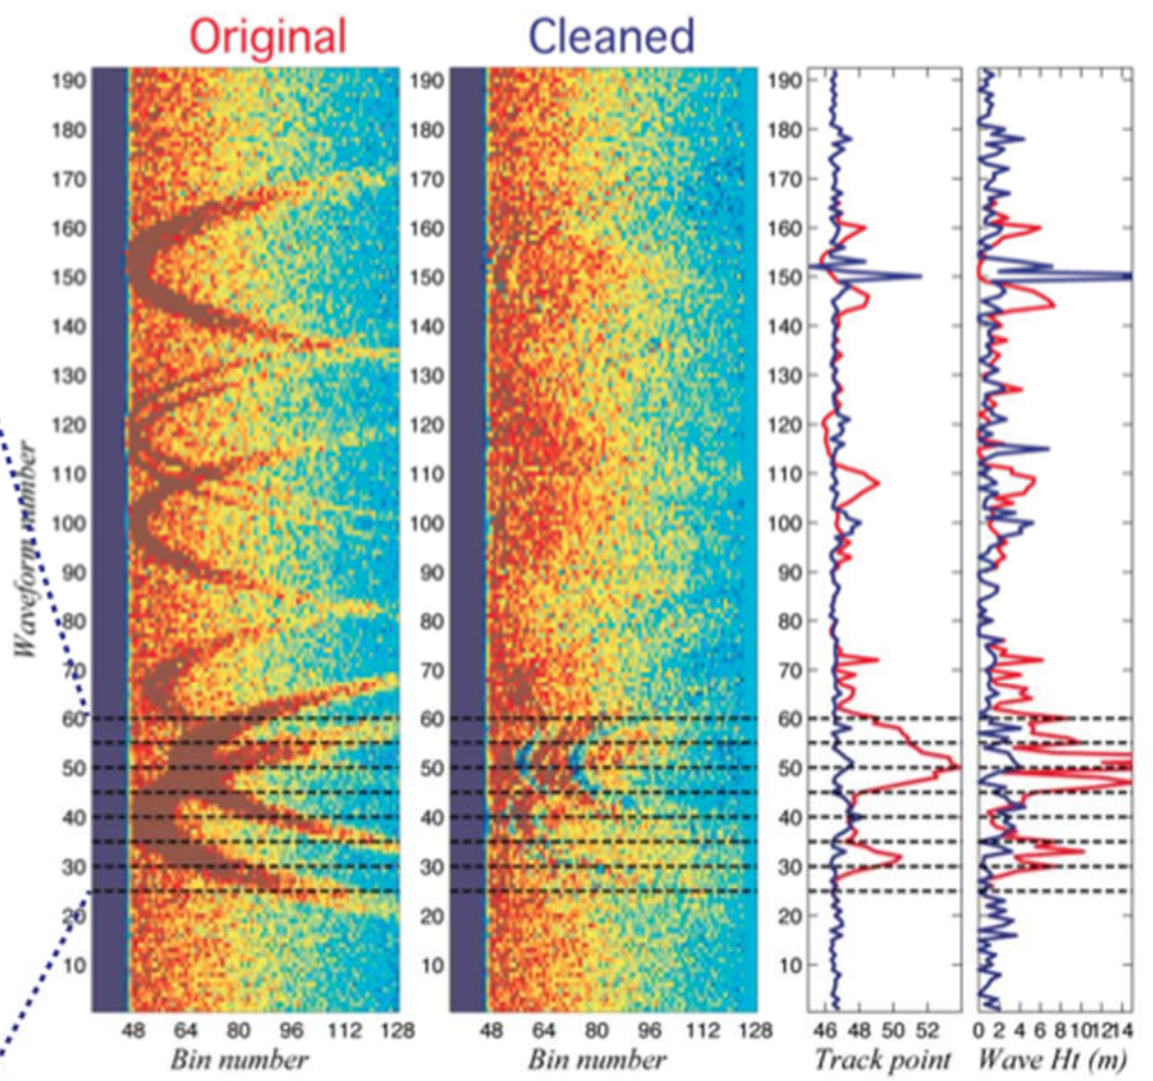 Original Cleaned
190 190 190
180 180 180
170 170 170
160 160 160
150 150 150
140 140 140
130 130 130
120 120 120
110 110 110
100 100 100
90 90 90
80 80 80
70 70 70
60 60 60
50 50 50
40 40 40
30 30 30
20 20 20
10 10 10
Waveform number
48 64 80 96 112 128 48 64 80 96 112 128 46 48 50 52 0 2 4 6 8 10 12 14
Bin number Bin number Track point Wave Ht (m)